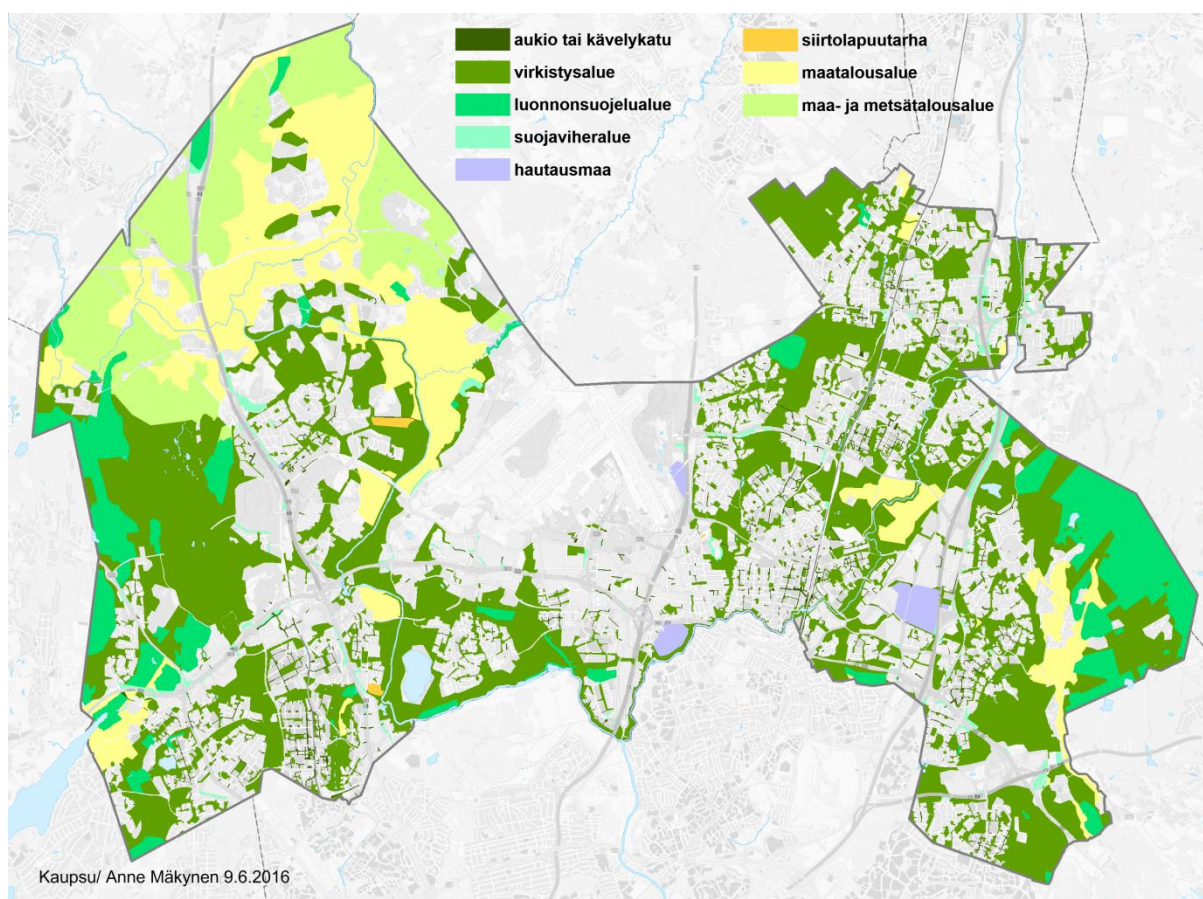 aukio tai kävelykatu
virkistysalue
luonnonsuojelualue
suojaviheralue
hautausmaa
siirtolapuutarha
maatalousalue
maa- ja metsätalousalue
Kaupsu/ Anne Mäkynen 9.6.2016